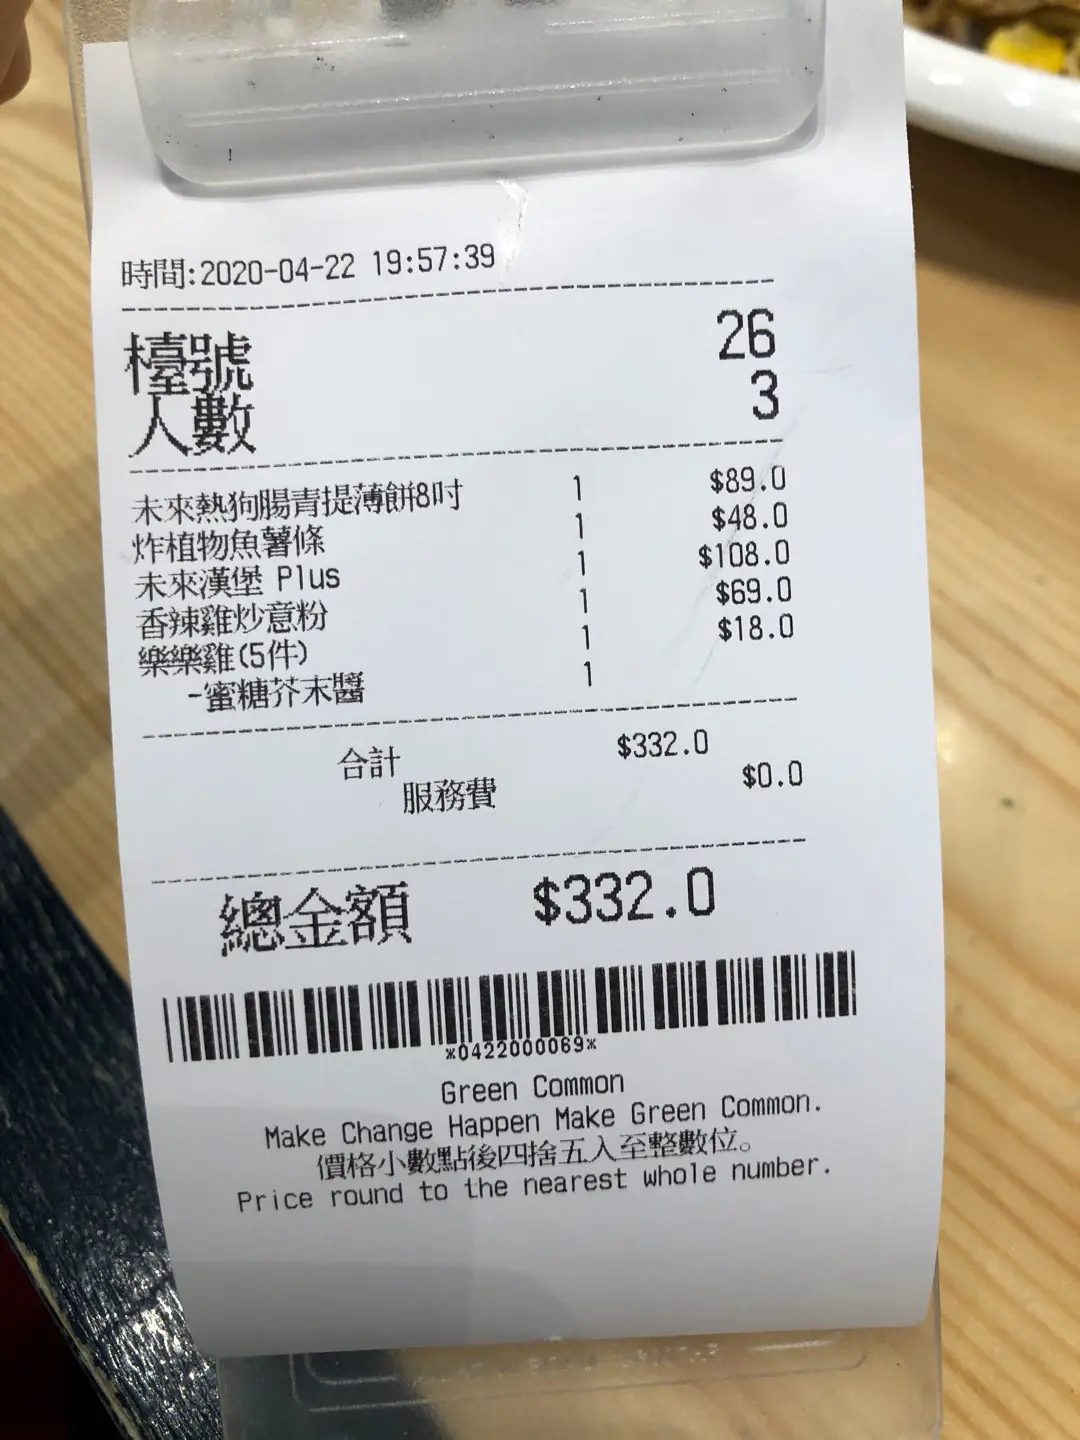 時間:2020-04-22 19:57:39
檯號 26
人數 3
未來熱狗腸青提薄餅8吋 1 $89.0
炸植物魚薯條 1 $48.0
未來漢堡 Plus 1 $108.0
香辣雞炒意粉 1 $69.0
樂樂雞(5件) 1 $18.0
-蜜糖芥末醬 1
合計 $332.0
服務費 $0.0
總金額 $332.0
*0422000069*
Green Common
Make Change Happen Make Green Common.
價格小數點後四捨五入至整數位。
Price round to the nearest whole number.